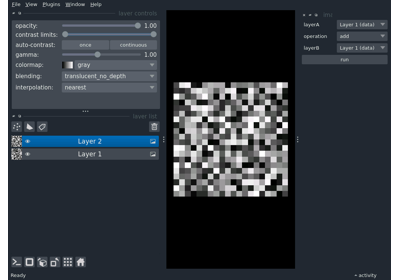 File View Plugins Window Help
layer controls
opacity: 1.00
contrast limits:
auto-contrast: once continuous
gamma: 1.00
colormap: gray
blending: translucent_no_depth
interpolation: nearest
layer list
Layer 2
Layer 1
layerA Layer 1 (data)
operation add
layerB Layer 1 (data)
run
activity